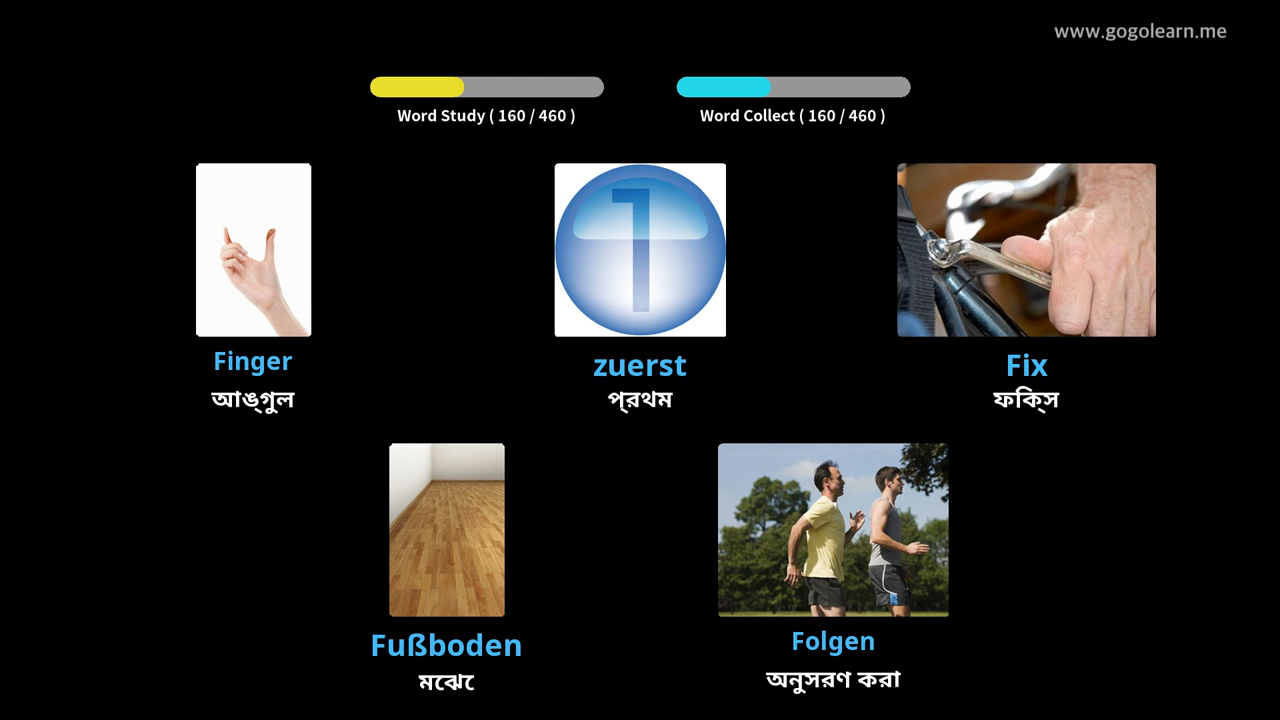 www.gogolearn.me
Word Study ( 160 / 460 )
Word Collect ( 160 / 460 )
1
Finger
zuerst
Fix
আঙ্গুল
প্রথম
ফিক্স
Fußboden
Folgen
মেঝে
অনুসরণ করা